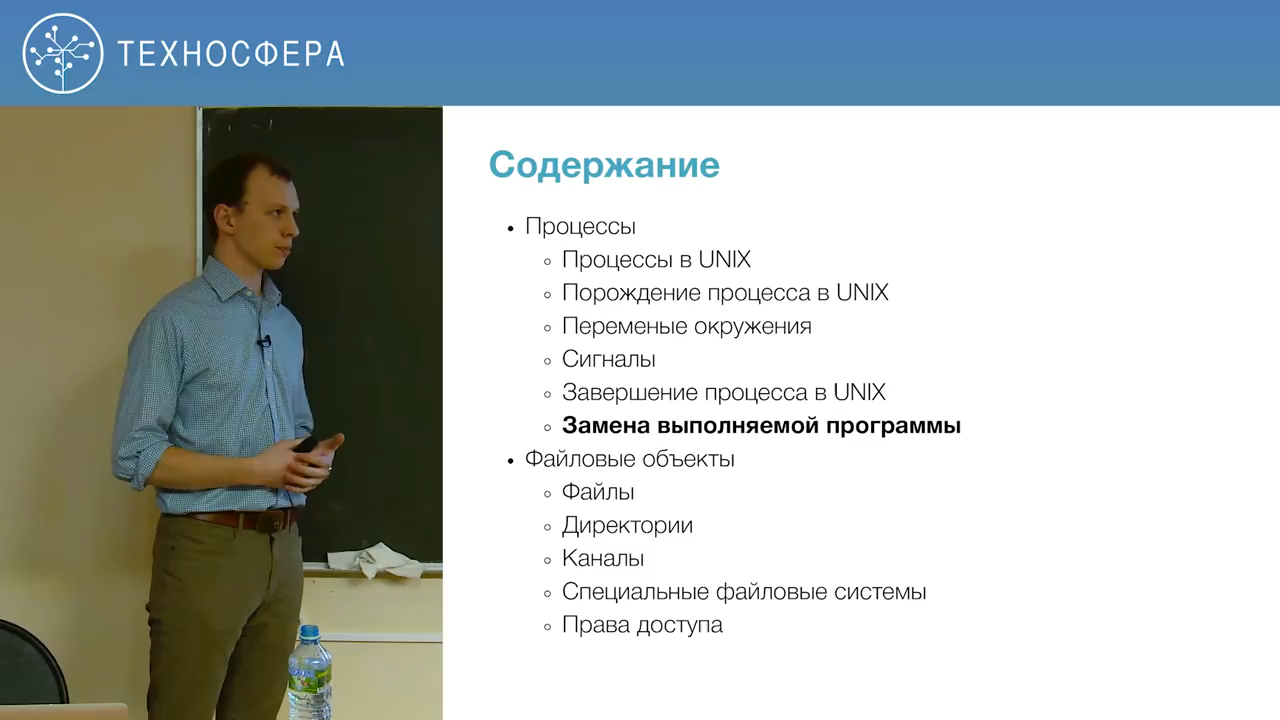 ТЕХНОСФЕРА
Содержание
• Процессы
◦ Процессы в UNIX
◦ Порождение процесса в UNIX
◦ Переменые окружения
◦ Сигналы
◦ Завершение процесса в UNIX
◦ Замена выполняемой программы
• Файловые объекты
◦ Файлы
◦ Директории
◦ Каналы
◦ Специальные файловые системы
◦ Права доступа